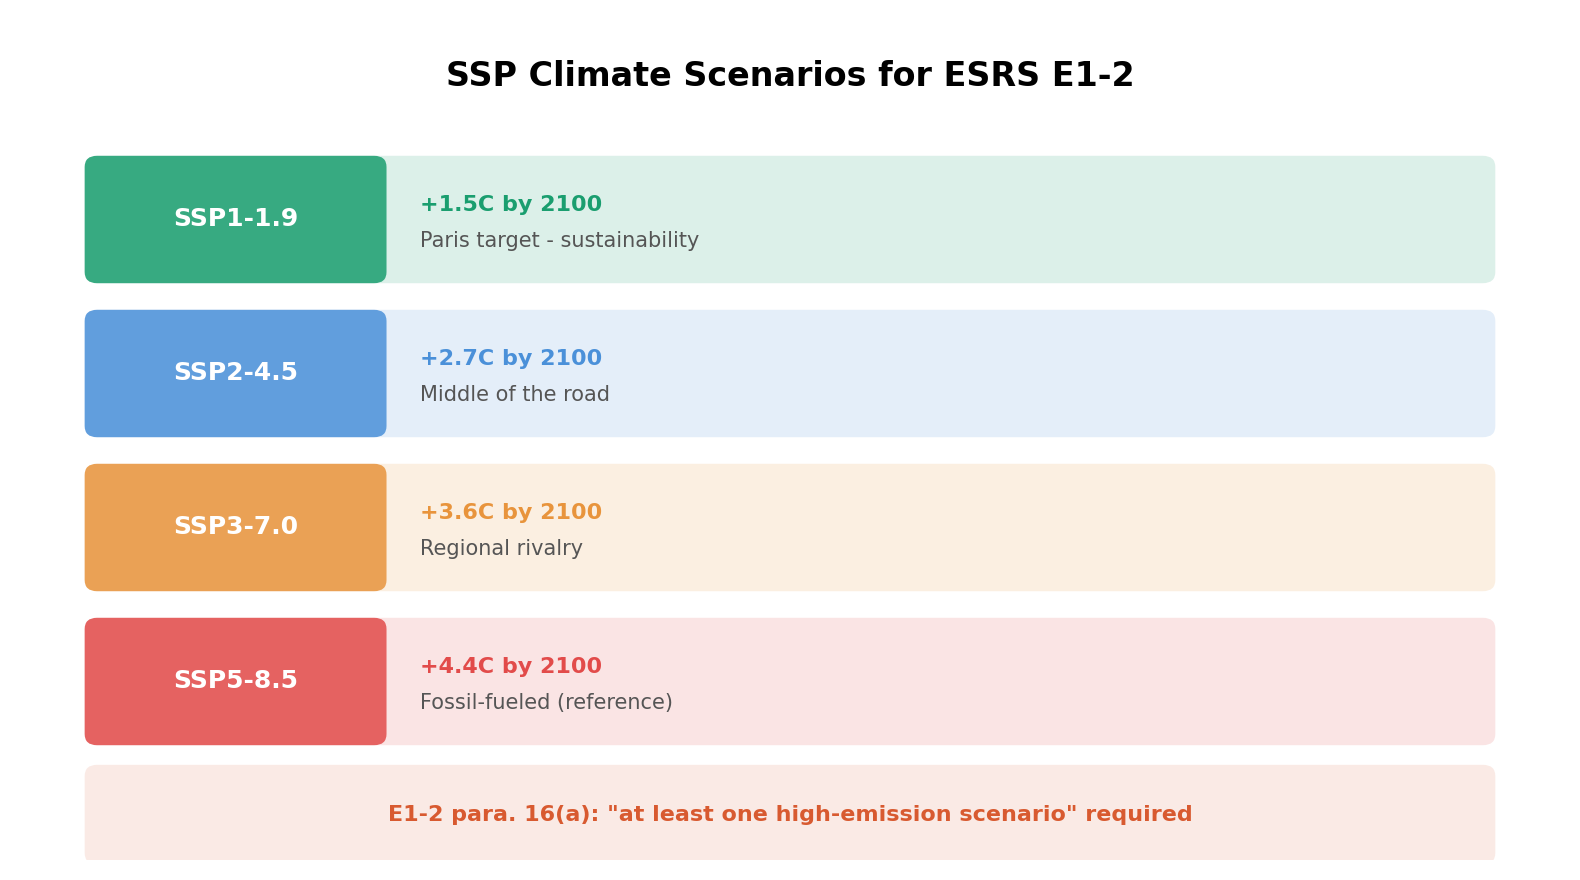 SSP Climate Scenarios for ESRS E1-2
SSP1-1.9
+1.5C by 2100
Paris target - sustainability
SSP2-4.5
+2.7C by 2100
Middle of the road
SSP3-7.0
+3.6C by 2100
Regional rivalry
SSP5-8.5
+4.4C by 2100
Fossil-fueled (reference)
E1-2 para. 16(a): "at least one high-emission scenario" required